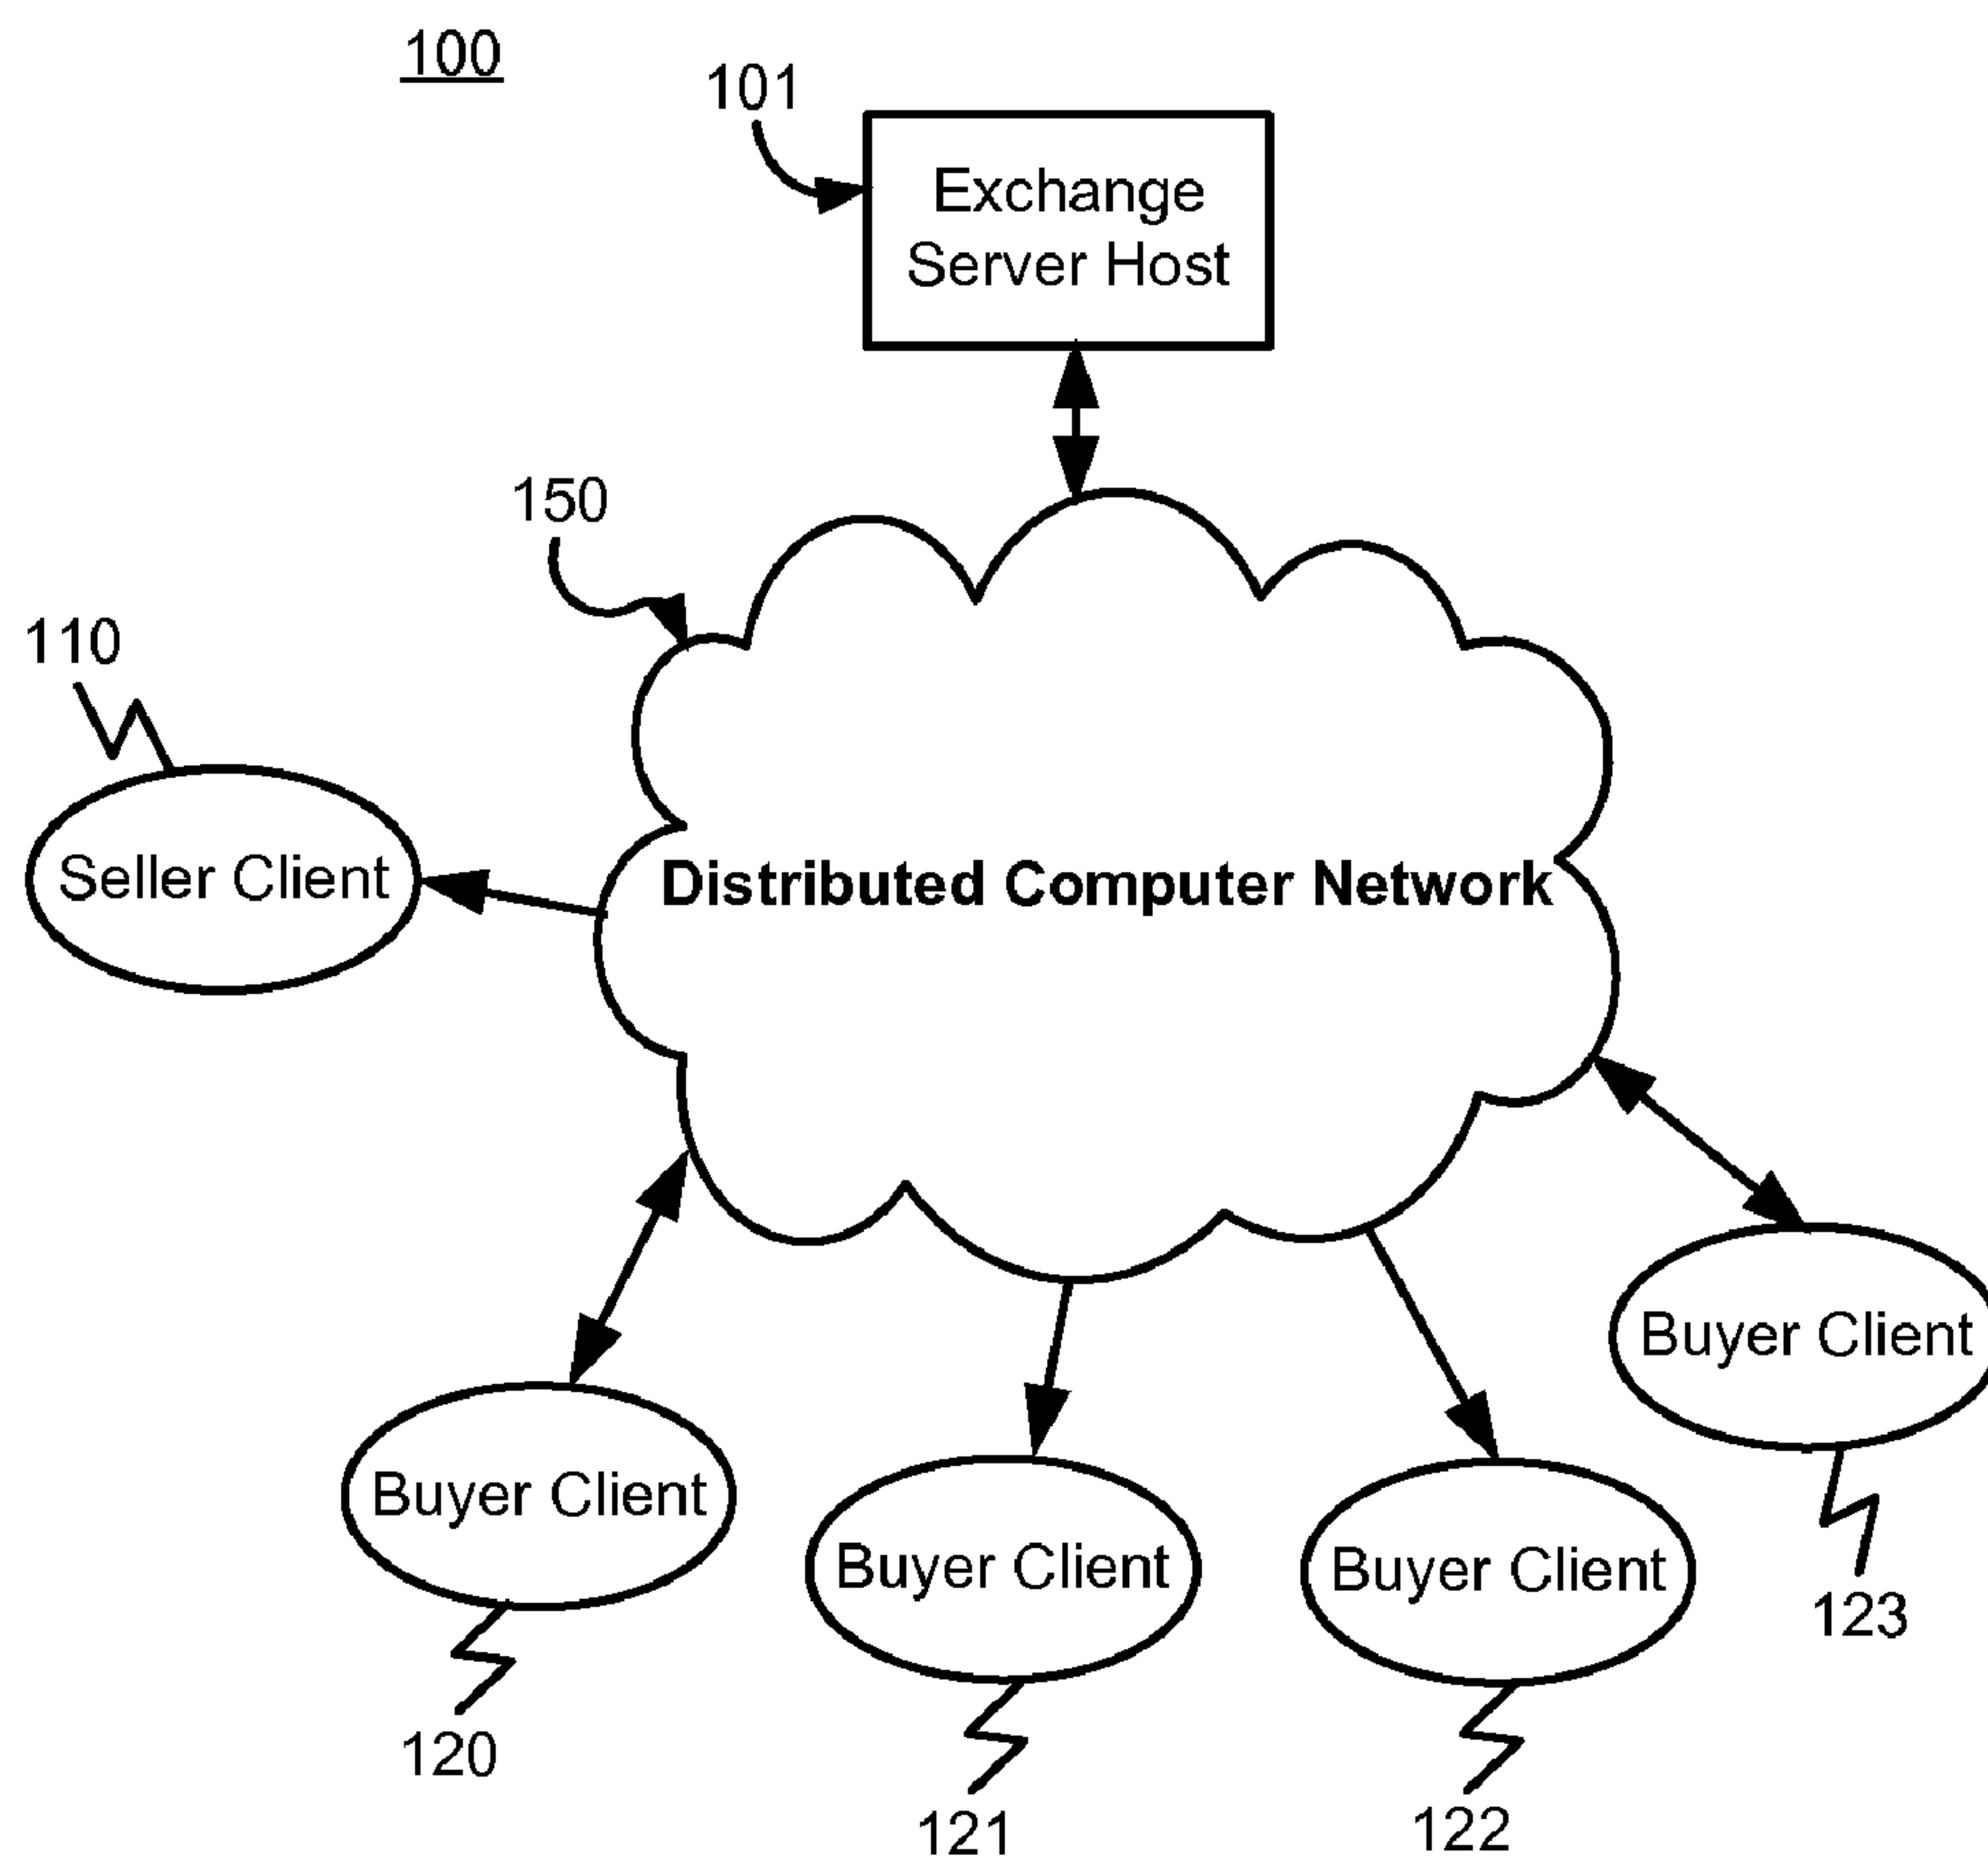 100
101
Exchange
Server Host
150
110
Seller Client
Distributed Computer Network
Buyer Client
Buyer Client
Buyer Client
Buyer Client
123
120
121
122